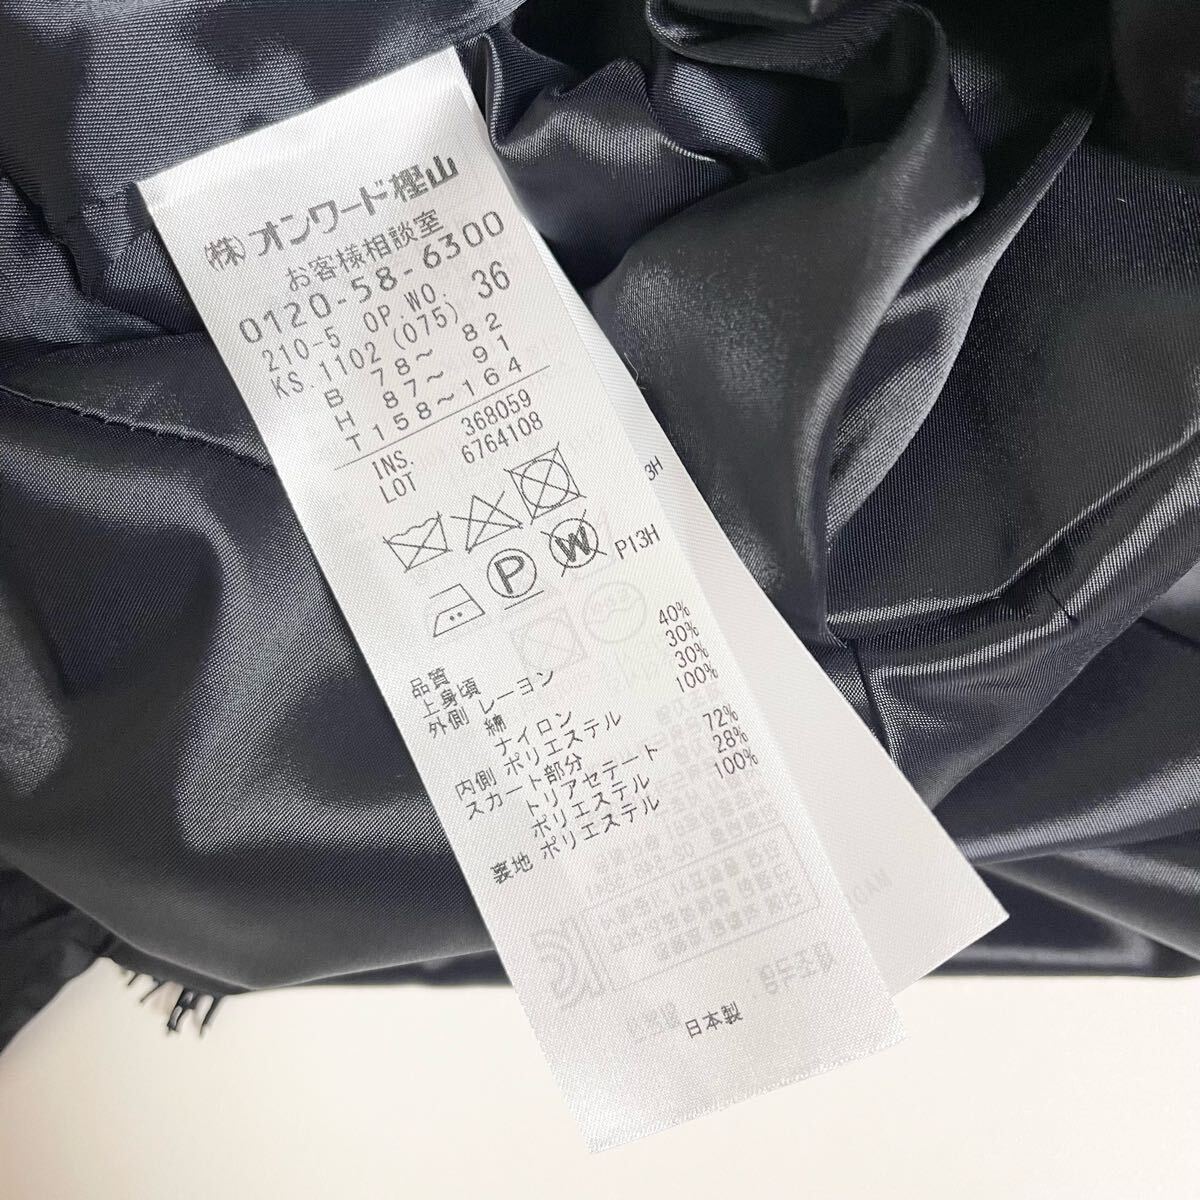 (株)オンワード樫山
お客様相談室
0120-58-6300
210-5 OP.WO. 36
KS.1102 (075)
B 78〜 82
H 87〜 91
T158〜164
INS. 368059
LOT 6764108
P
W
P13H
3H
品質
上身頃
外側 レーヨン 40%
綿 30%
ナイロン 30%
内側 ポリエステル 100%
スカート部分
トリアセテート 72%
ポリエステル 28%
裏地 ポリエステル 100%
日本製